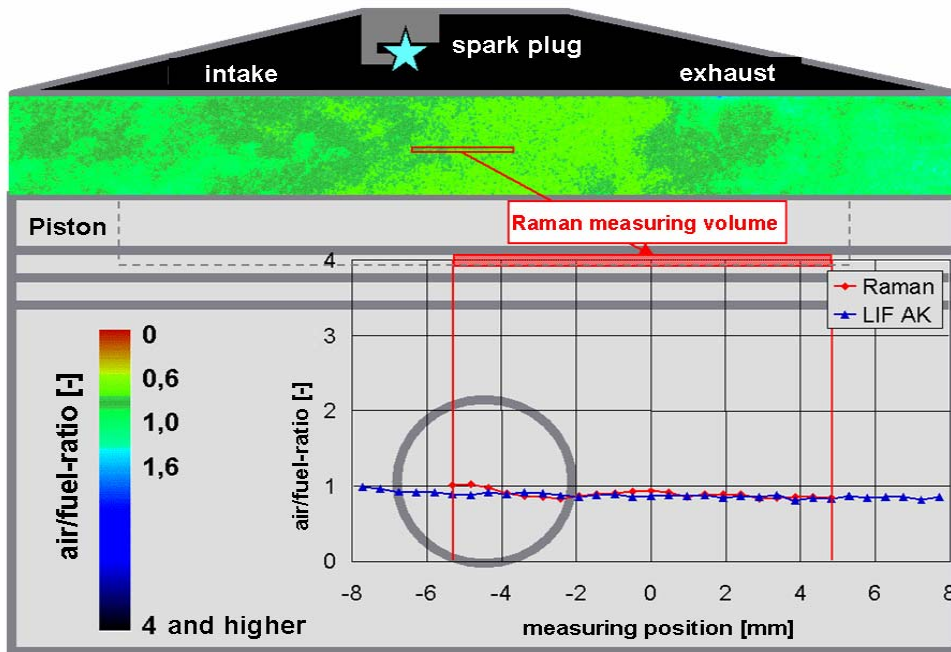 spark plug
intake
exhaust
Piston
Raman measuring volume
Raman
LIF AK
air/fuel-ratio [-]
0
0,6
1,0
1,6
4 and higher
air/fuel-ratio [-]
4
3
2
1
0
-8 -6 -4 -2 0 2 4 6 8
measuring position [mm]